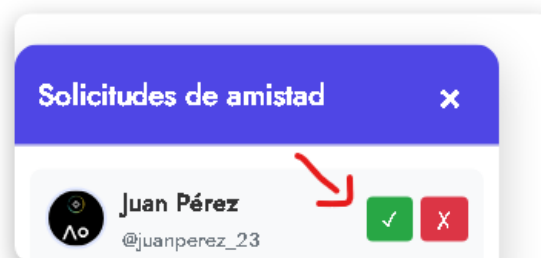 Solicitudes de amistad ×
Juan Pérez
@juanperez_23
✓ X